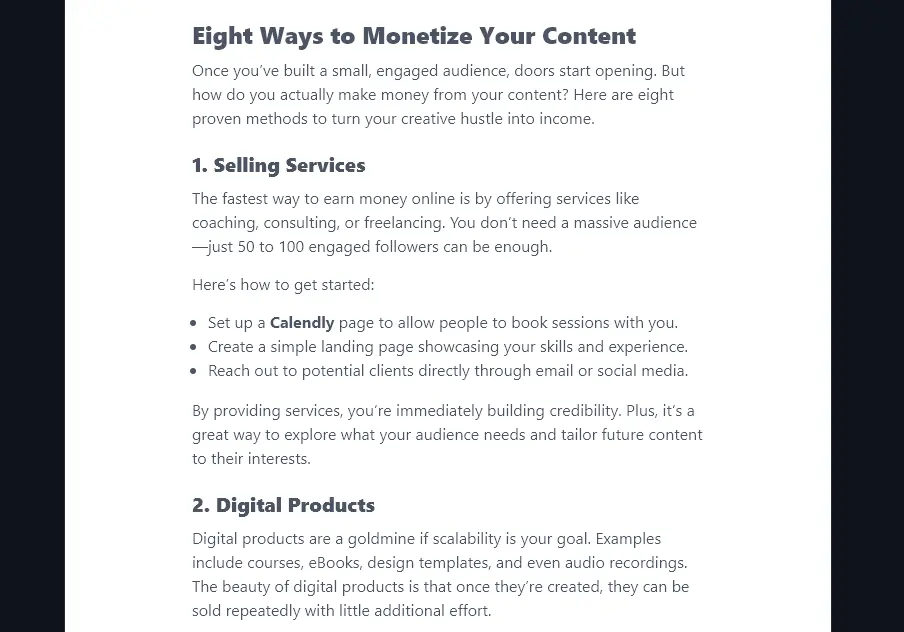 Eight Ways to Monetize Your Content
Once you’ve built a small, engaged audience, doors start opening. But
how do you actually make money from your content? Here are eight
proven methods to turn your creative hustle into income.
1. Selling Services
The fastest way to earn money online is by offering services like
coaching, consulting, or freelancing. You don’t need a massive audience
—just 50 to 100 engaged followers can be enough.
Here’s how to get started:
• Set up a Calendly page to allow people to book sessions with you.
• Create a simple landing page showcasing your skills and experience.
• Reach out to potential clients directly through email or social media.
By providing services, you’re immediately building credibility. Plus, it’s a
great way to explore what your audience needs and tailor future content
to their interests.
2. Digital Products
Digital products are a goldmine if scalability is your goal. Examples
include courses, eBooks, design templates, and even audio recordings.
The beauty of digital products is that once they’re created, they can be
sold repeatedly with little additional effort.